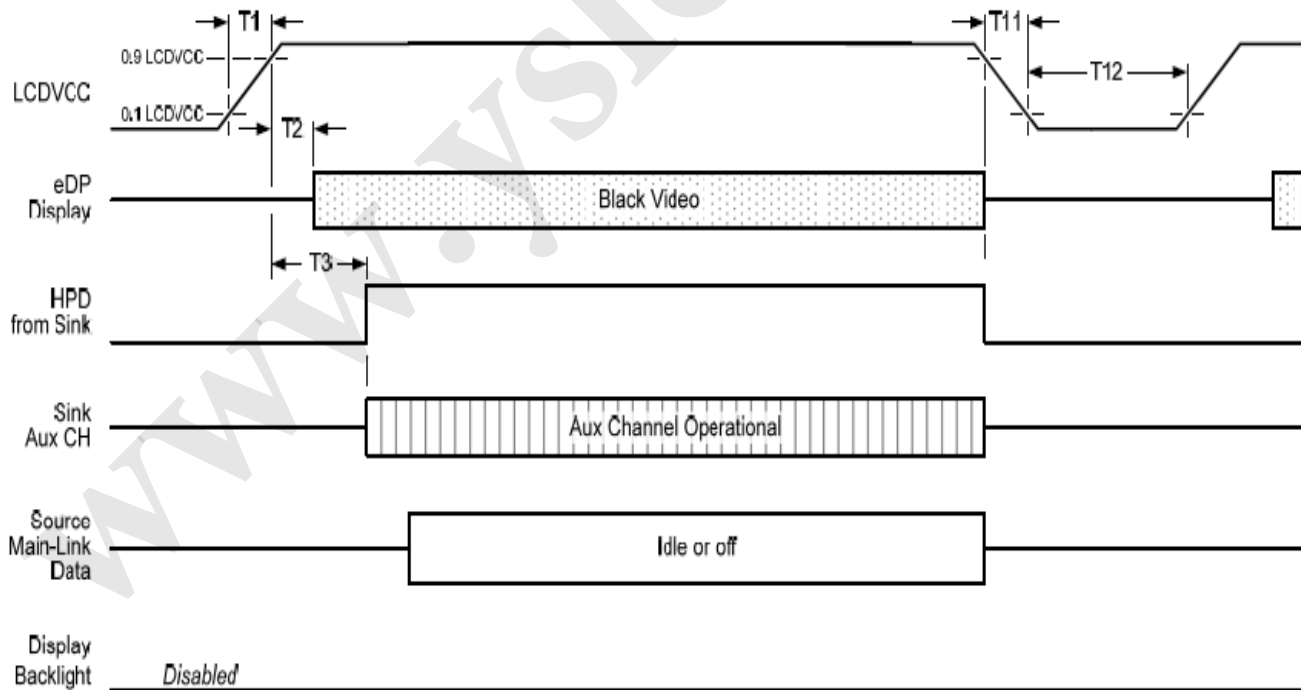 T1
T11
0.9 LCDVCC
T12
LCDVCC
0.1 LCDVCC
T2
eDP
Display
Black Video
T3
HPD
from Sink
Sink
Aux CH
Aux Channel Operational
Source
Main-Link
Data
Idle or off
Display
Backlight
Disabled